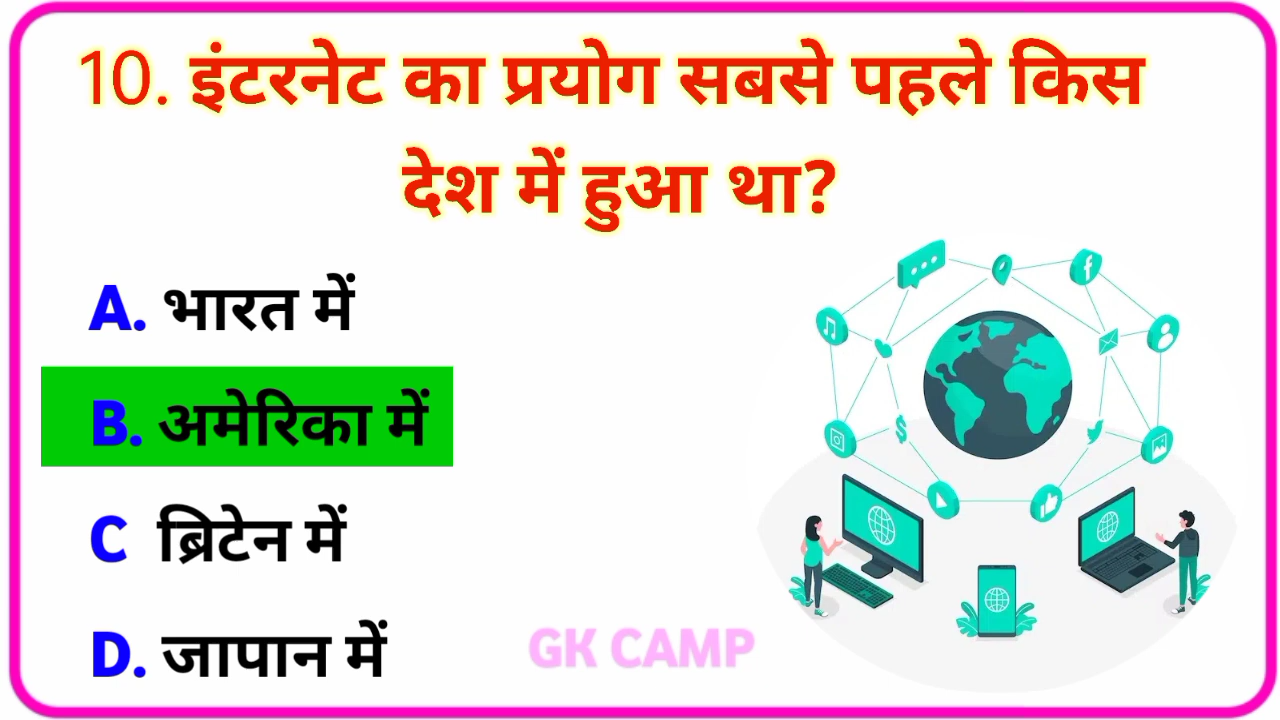 10. इंटरनेट का प्रयोग सबसे पहले किस
देश में हुआ था?
A. भारत में
B. अमेरिका में
C ब्रिटेन में
D. जापान में
GK CAMP